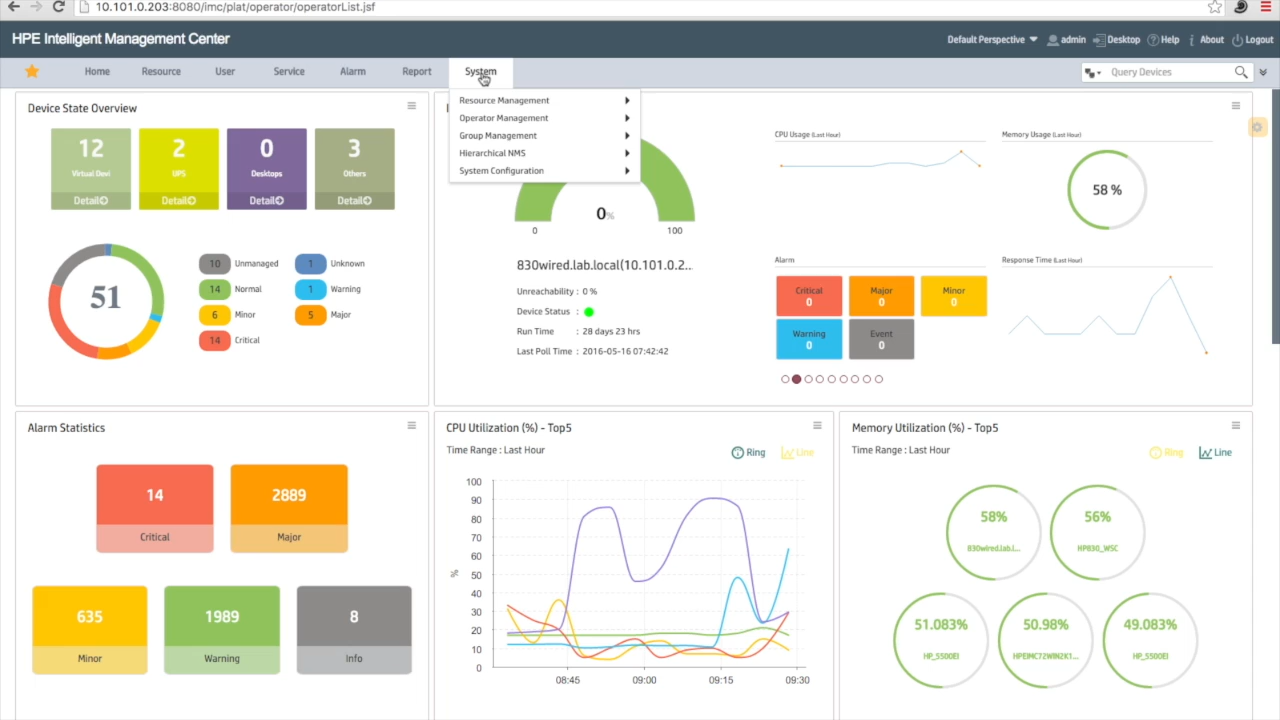 10.101.0.203:8080/imc/plat/operator/operatorList.jsf
HPE Intelligent Management Center
Default Perspective admin Desktop Help About Logout
Home Resource User Service Alarm Report System
Query Devices
Resource Management
Operator Management
Group Management
Hierarchical NMS
System Configuration
Device State Overview
12 2 0 3
Virtual Devi UPS Desktops Others
Detail Detail Detail Detail
51
10 Unmanaged 1 Unknown
14 Normal 1 Warning
6 Minor 5 Major
14 Critical
0%
0 100
830wired.lab.local(10.101.0.2...
Unreachability : 0 %
Device Status :
Run Time : 28 days 23 hrs
Last Poll Time : 2016-05-16 07:42:42
CPU Usage (Last Hour)
Memory Usage (Last Hour)
58 %
Alarm
Critical Major Minor
0 0 0
Warning Event
0 0
Response Time (Last Hour)
Alarm Statistics
14 2889
Critical Major
635 1989 8
Minor Warning Info
CPU Utilization (%) - Top5
Time Range : Last Hour
Ring Line
100
90
80
70
60
50
40
30
20
10
0
%
08:45 09:00 09:15 09:30
Memory Utilization (%) - Top5
Time Range : Last Hour
Ring Line
58% 56%
830wired.lab.l... HP830_WSC
51.083% 50.98% 49.083%
HP_5500EI HPEIMC72WIN2K1... HP_5500EI